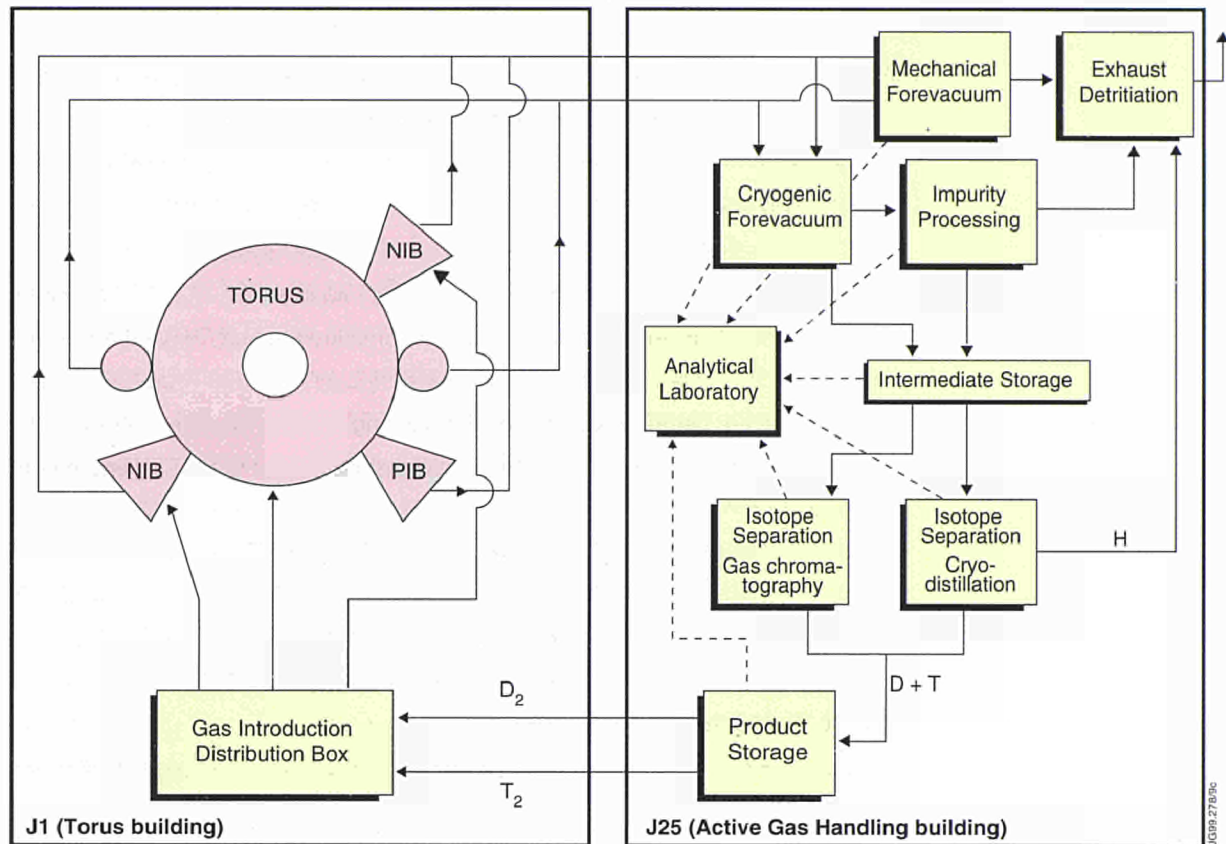 Mechanical
Forevacuum
Exhaust
Detritiation
Cryogenic
Forevacuum
Impurity
Processing
NIB
TORUS
Analytical
Laboratory
Intermediate Storage
NIB
PIB
Isotope
Separation
Gas chroma-
tography
Isotope
Separation
Cryo-
distillation
H
D + T
D2
Gas Introduction
Distribution Box
Product
Storage
T2
J1 (Torus building)
J25 (Active Gas Handling building)
JG99.278/9c